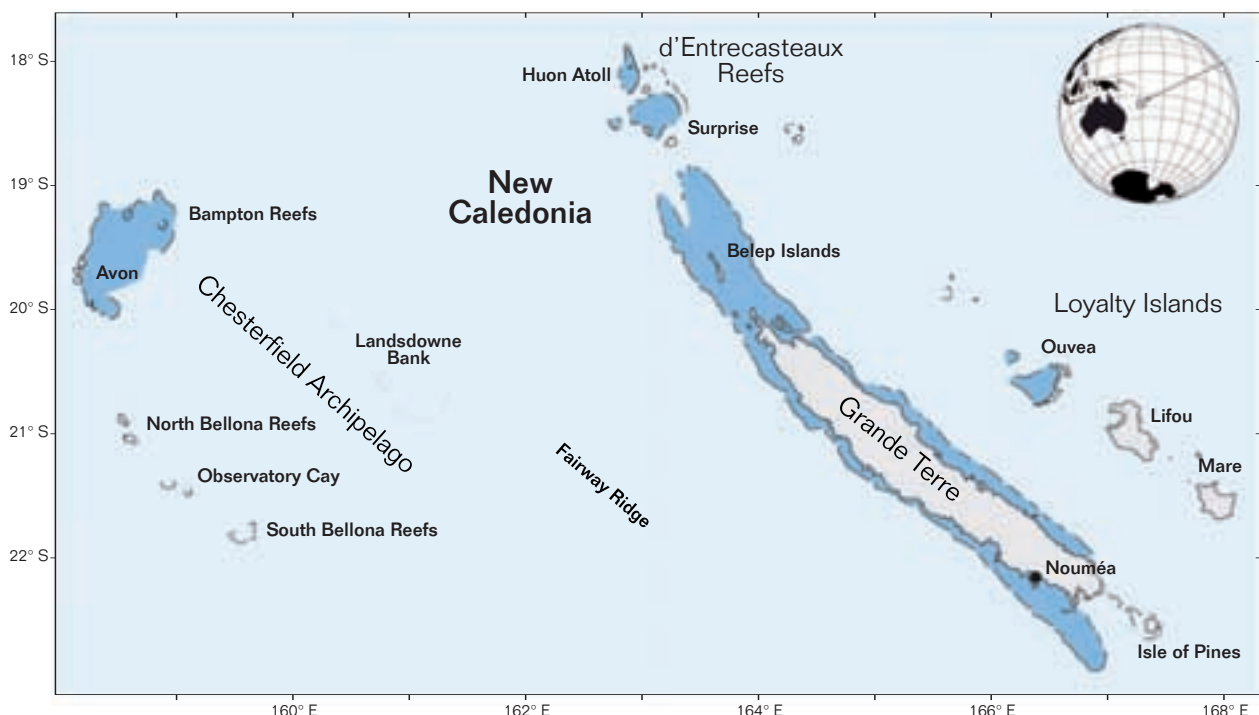 18° S
19° S
20° S
21° S
22° S
d'Entrecasteaux
Reefs
Huon Atoll
Surprise
New
Caledonia
Bampton Reefs
Avon
Belep Islands
Chesterfield Archipelago
Landsdowne
Bank
Loyalty Islands
Ouvea
Lifou
Mare
North Bellona Reefs
Observatory Cay
South Bellona Reefs
Fairway Ridge
Grande Terre
Nouméa
Isle of Pines
160° E
162° E
164° E
166° E
168° E